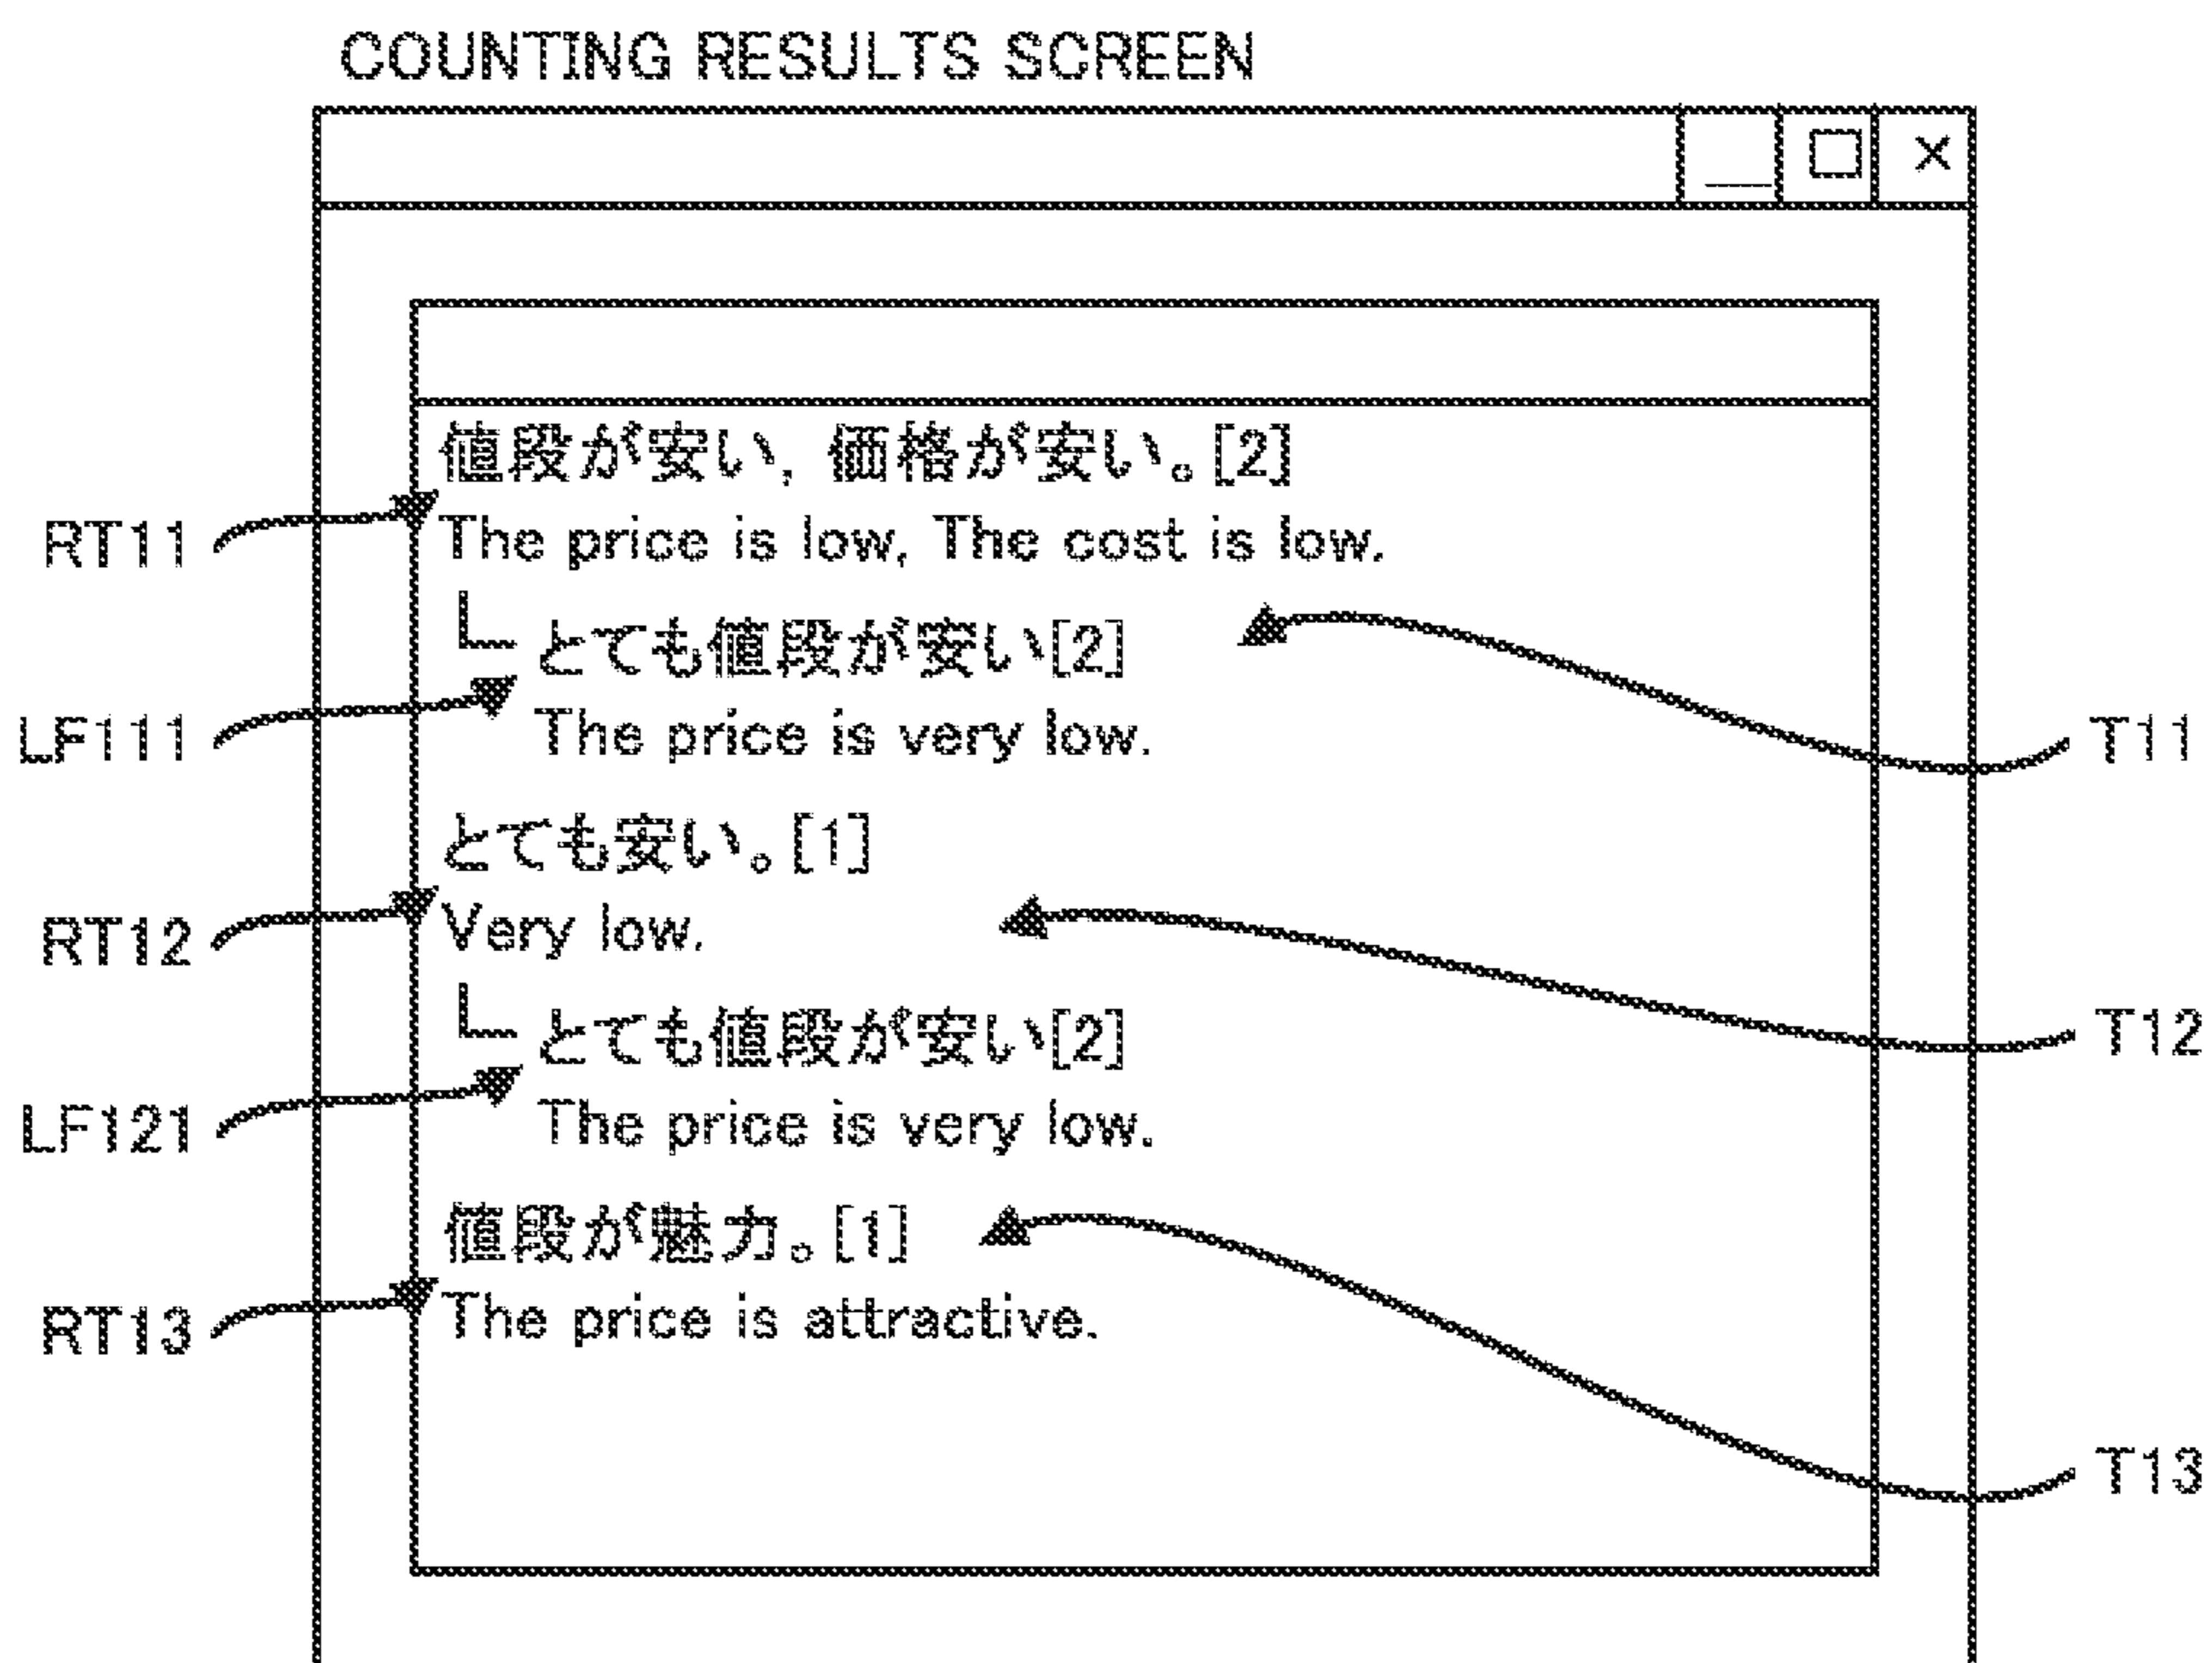 COUNTING RESULTS SCREEN
値段が安い, 価格が安い。[2]
RT11
The price is low, The cost is low.
とても値段が安い[2]
LF111
The price is very low.
T11
とても安い。[1]
RT12
Very low.
とても値段が安い[2]
T12
LF121
The price is very low.
値段が魅力。[1]
RT13
The price is attractive.
T13